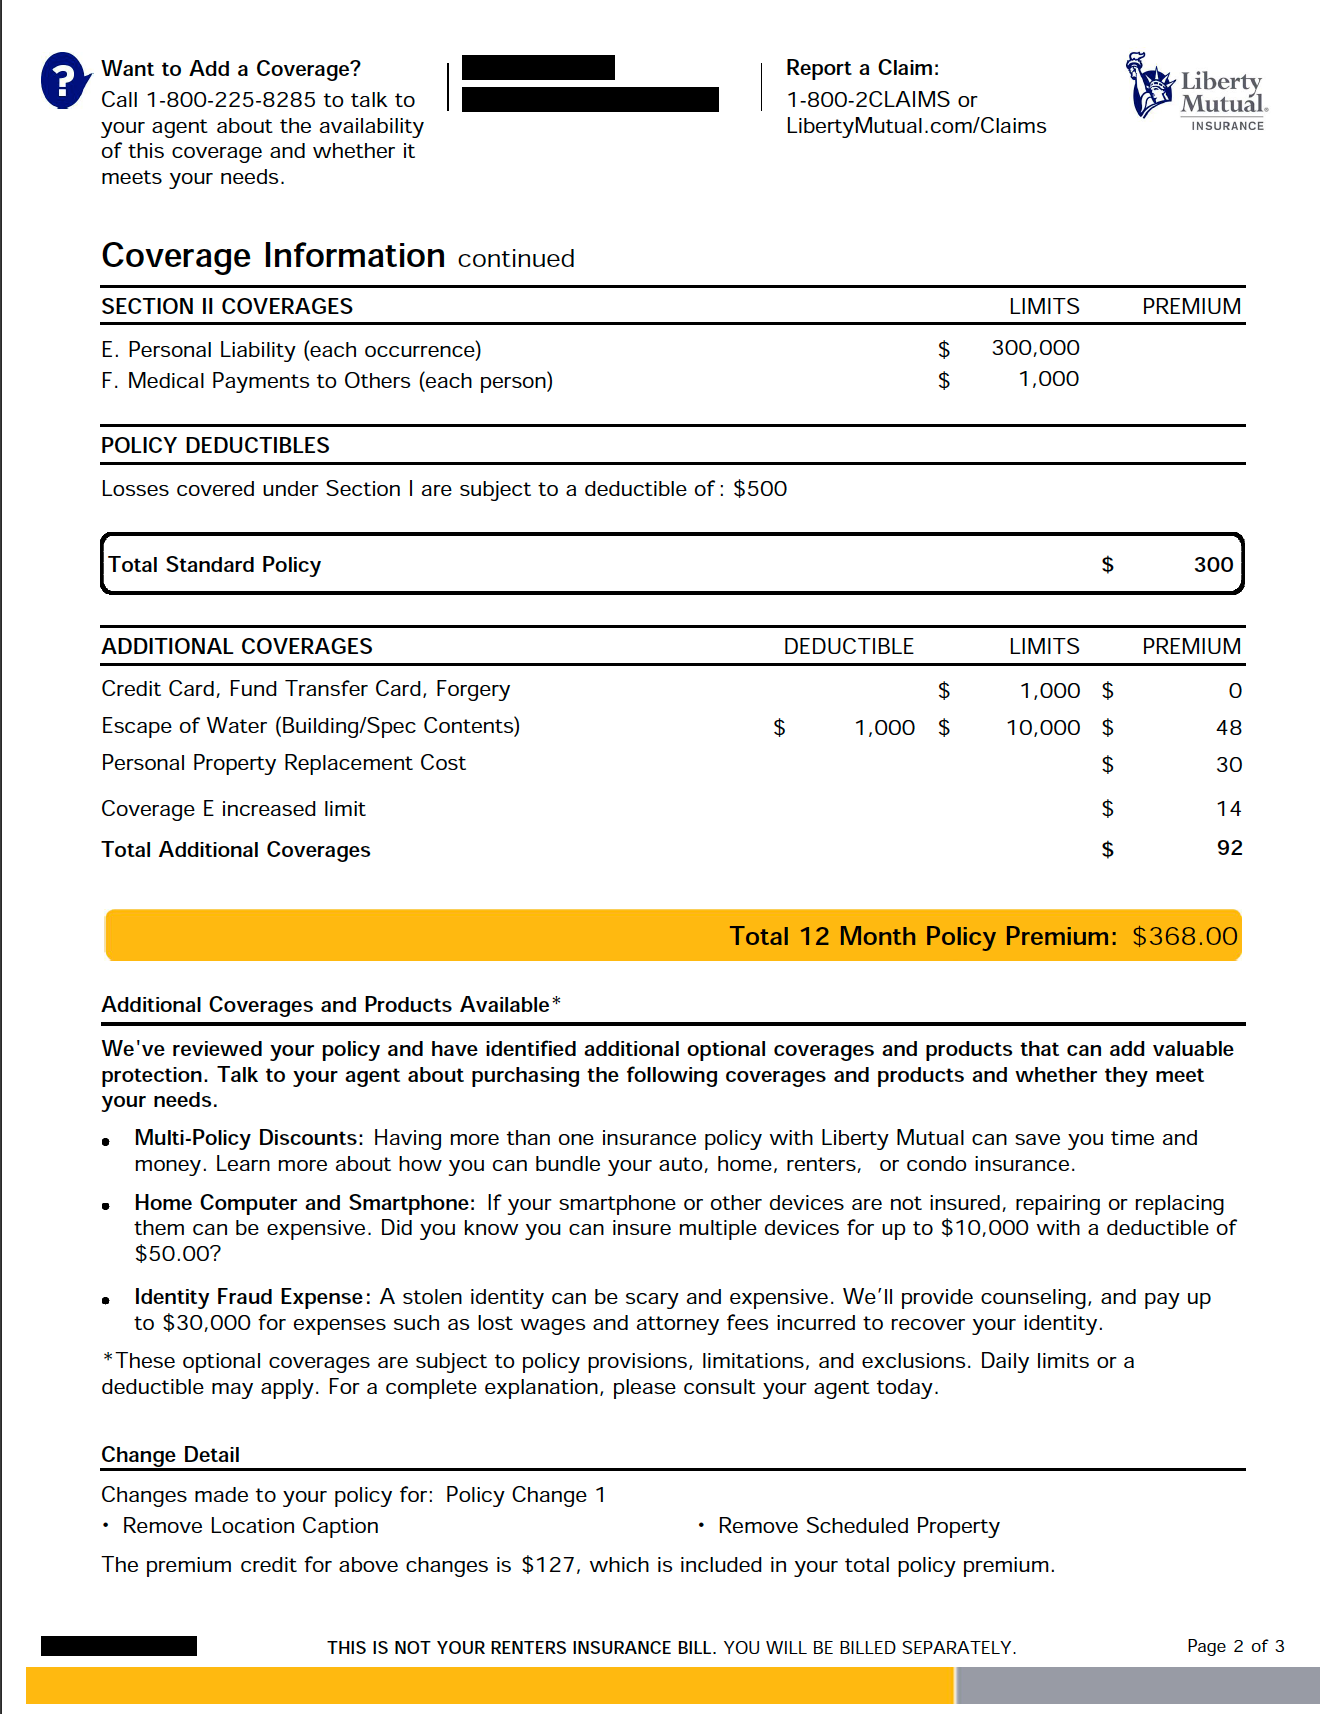 ?
Want to Add a Coverage?
Call 1-800-225-8285 to talk to
your agent about the availability
of this coverage and whether it
meets your needs.
Report a Claim:
1-800-2CLAIMS or
LibertyMutual.com/Claims
Liberty
Mutual®
INSURANCE
Coverage Information continued
SECTION II COVERAGES LIMITS PREMIUM
E. Personal Liability (each occurrence) $ 300,000
F. Medical Payments to Others (each person) $ 1,000
POLICY DEDUCTIBLES
Losses covered under Section I are subject to a deductible of: $500
Total Standard Policy $ 300
ADDITIONAL COVERAGES DEDUCTIBLE LIMITS PREMIUM
Credit Card, Fund Transfer Card, Forgery $ 1,000 $ 0
Escape of Water (Building/Spec Contents) $ 1,000 $ 10,000 $ 48
Personal Property Replacement Cost $ 30
Coverage E increased limit $ 14
Total Additional Coverages $ 92
Total 12 Month Policy Premium: $368.00
Additional Coverages and Products Available*
We've reviewed your policy and have identified additional optional coverages and products that can add valuable
protection. Talk to your agent about purchasing the following coverages and products and whether they meet
your needs.
• Multi-Policy Discounts: Having more than one insurance policy with Liberty Mutual can save you time and
money. Learn more about how you can bundle your auto, home, renters, or condo insurance.
• Home Computer and Smartphone: If your smartphone or other devices are not insured, repairing or replacing
them can be expensive. Did you know you can insure multiple devices for up to $10,000 with a deductible of
$50.00?
• Identity Fraud Expense: A stolen identity can be scary and expensive. We’ll provide counseling, and pay up
to $30,000 for expenses such as lost wages and attorney fees incurred to recover your identity.
*These optional coverages are subject to policy provisions, limitations, and exclusions. Daily limits or a
deductible may apply. For a complete explanation, please consult your agent today.
Change Detail
Changes made to your policy for: Policy Change 1
• Remove Location Caption • Remove Scheduled Property
The premium credit for above changes is $127, which is included in your total policy premium.
THIS IS NOT YOUR RENTERS INSURANCE BILL. YOU WILL BE BILLED SEPARATELY. Page 2 of 3